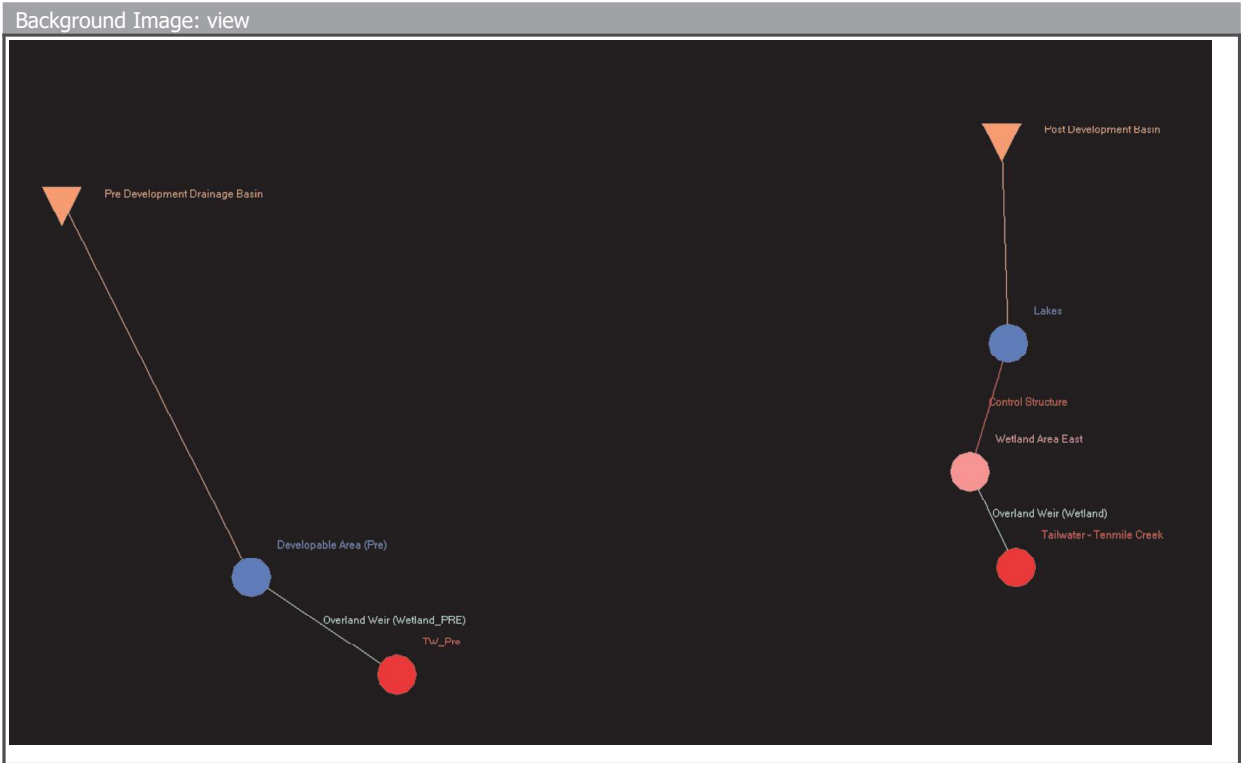 Background Image: view
Post Development Basin
Pre Development Drainage Basin
Lakes
Control Structure
Wetland Area East
Overland Weir (Wetland)
Tailwater - Tenmile Creek
Developable Area (Pre)
Overland Weir (Wetland_PRE)
TW_Pre